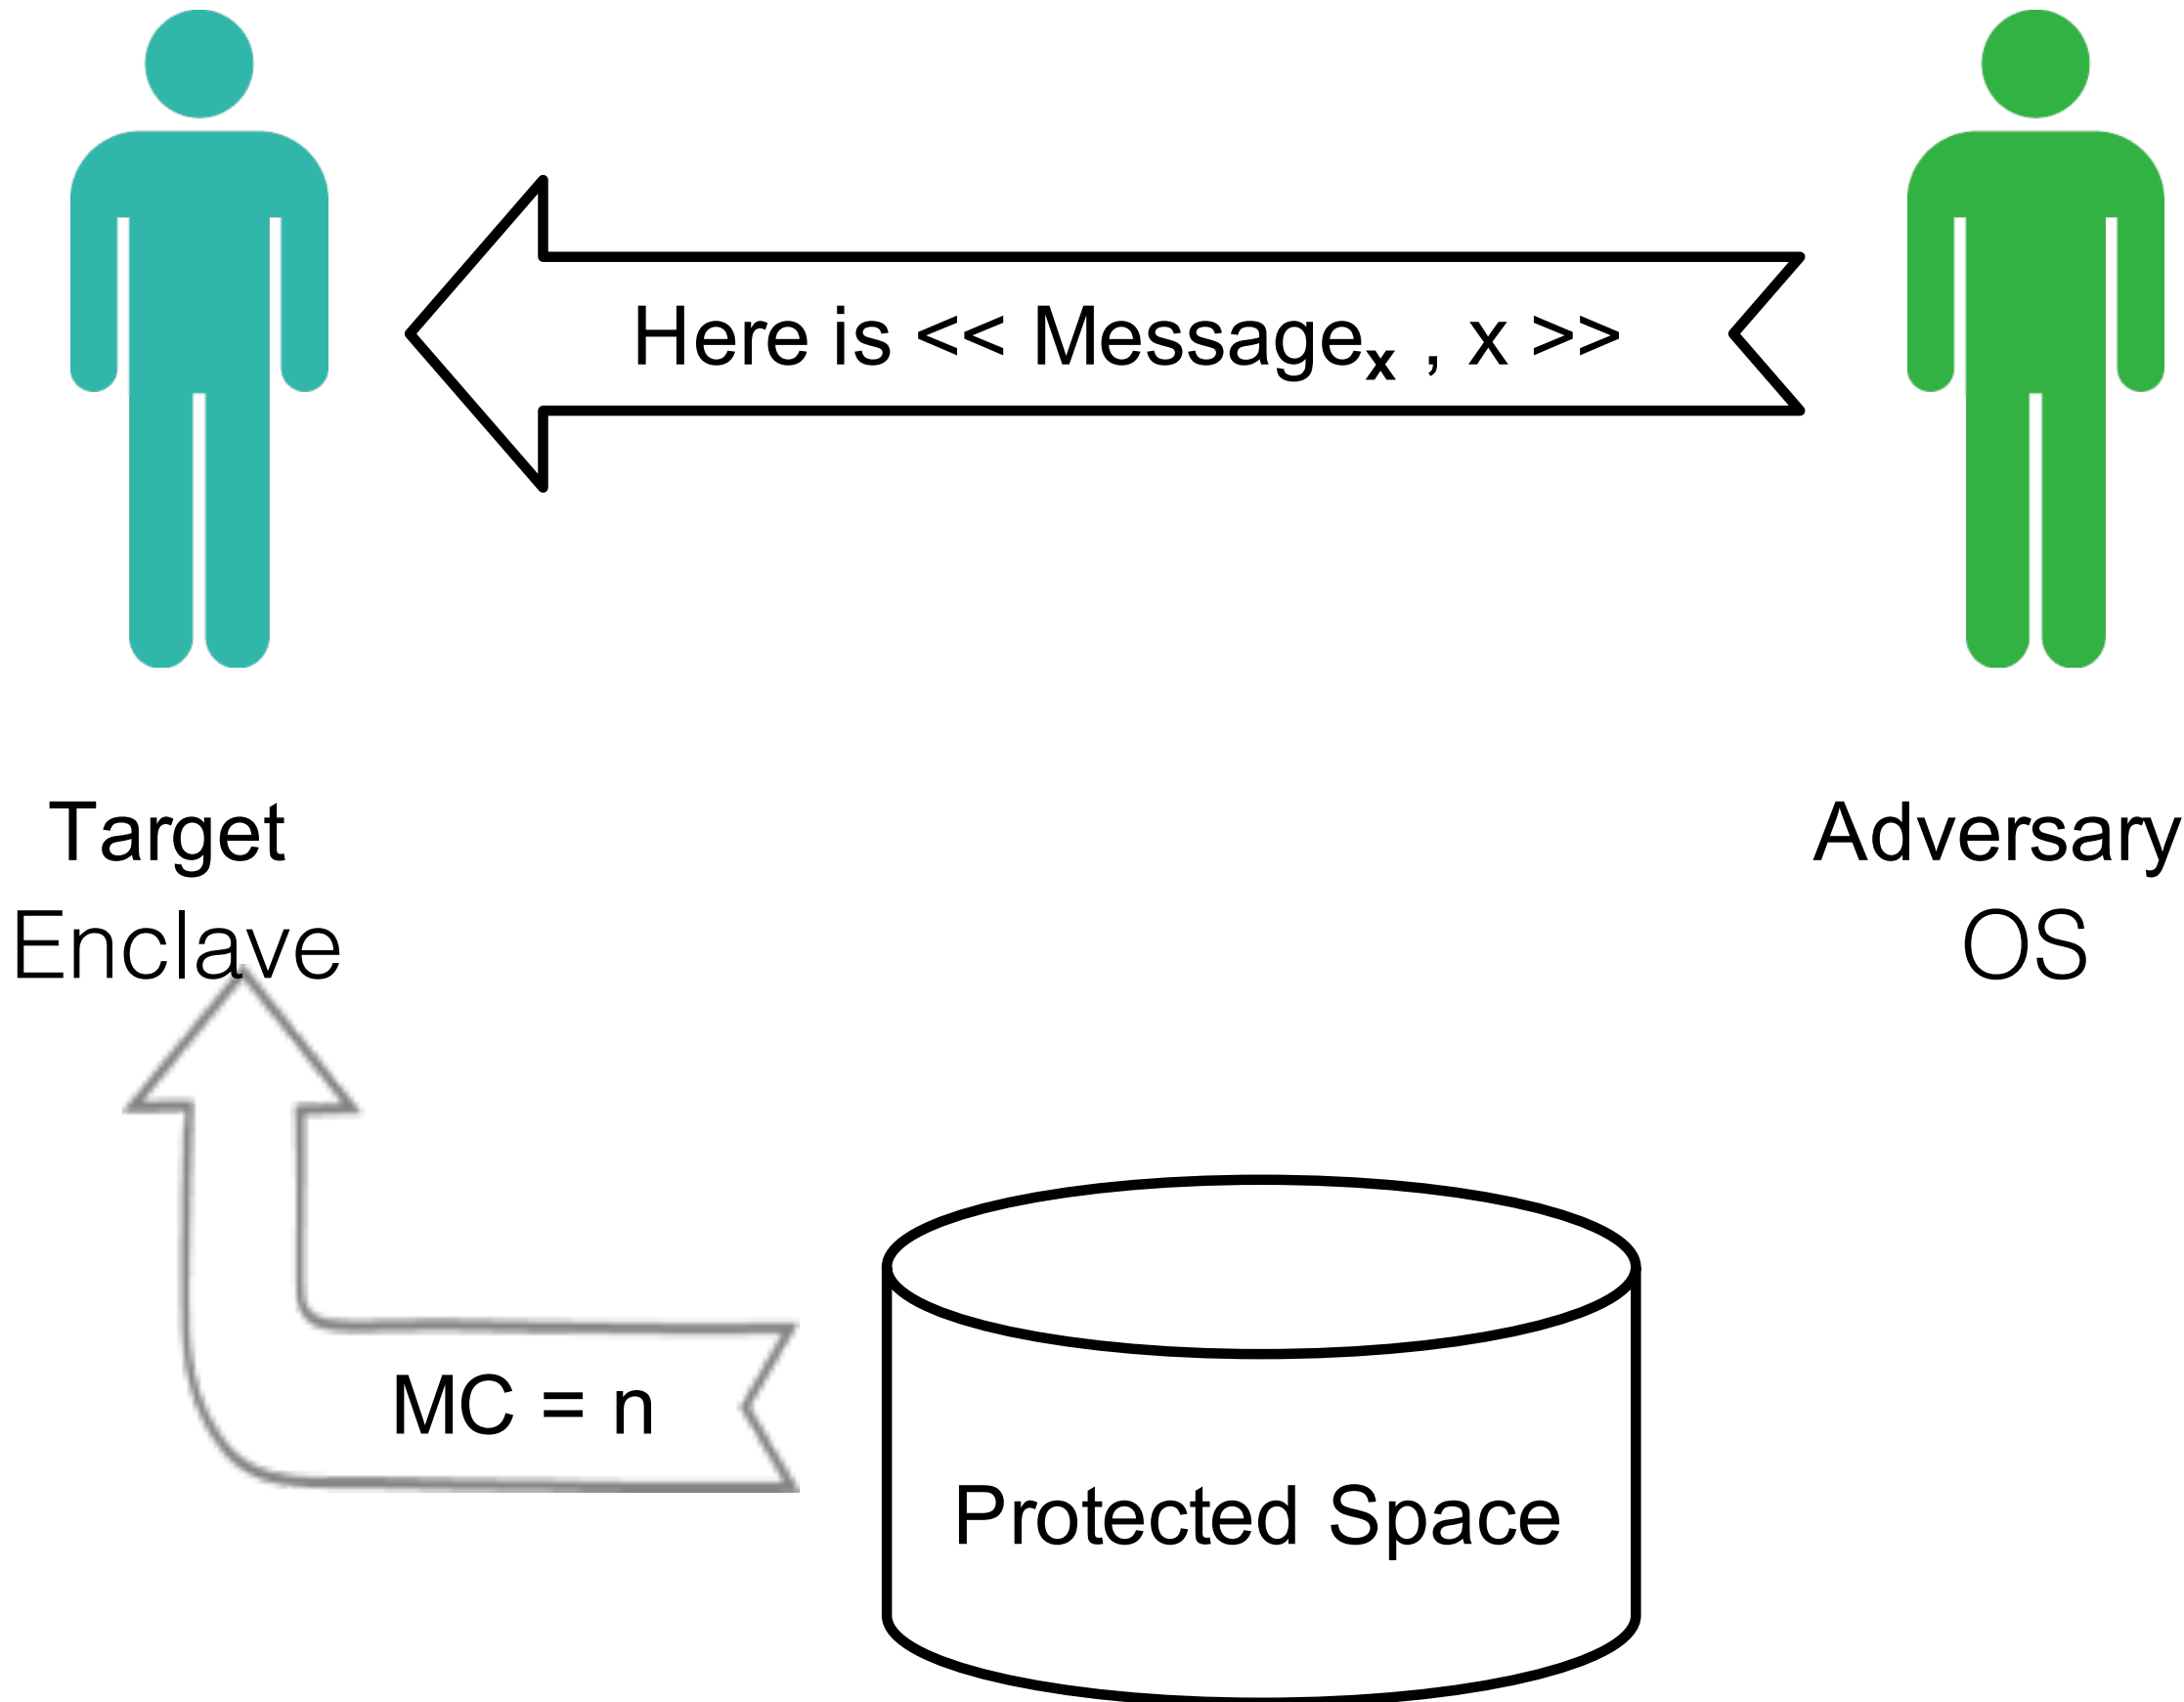 Here is << Messagex , x >>
Target
Enclave
Adversary
OS
MC = n
Protected Space